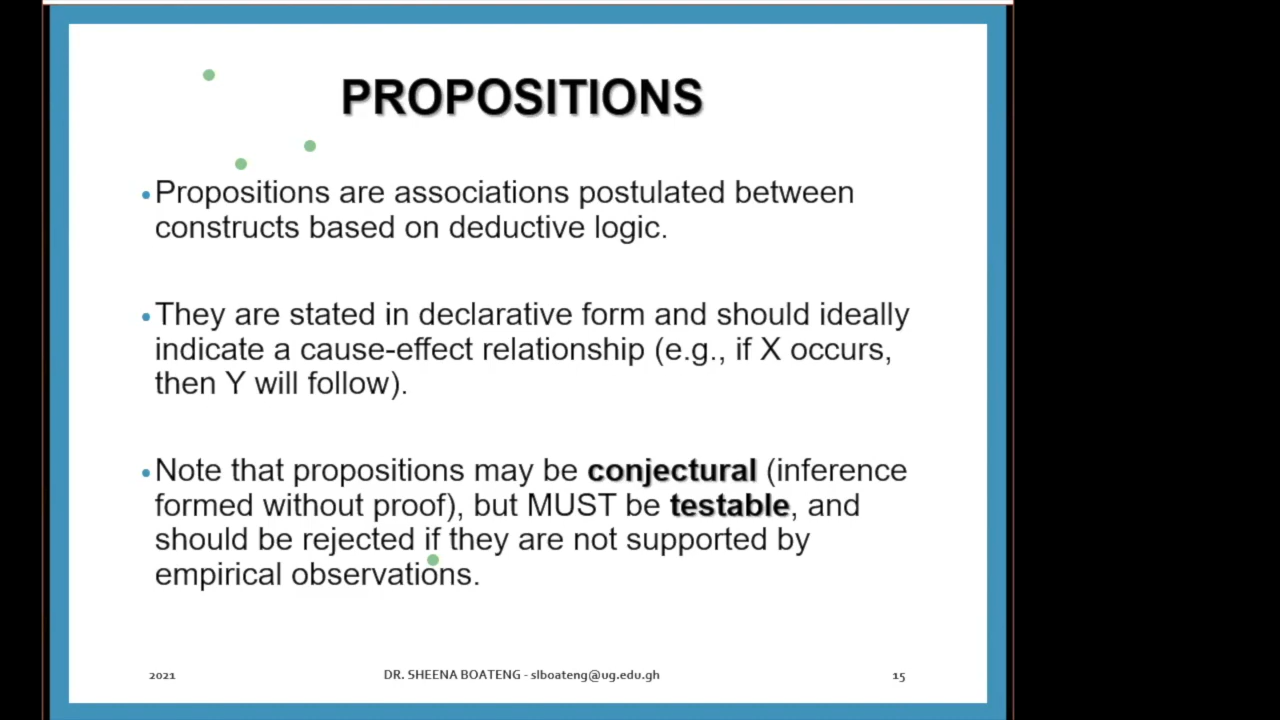 PROPOSITIONS
•Propositions are associations postulated between
constructs based on deductive logic.
•They are stated in declarative form and should ideally
indicate a cause-effect relationship (e.g., if X occurs,
then Y will follow).
•Note that propositions may be conjectural (inference
formed without proof), but MUST be testable, and
should be rejected if they are not supported by
empirical observations.
2021 DR. SHEENA BOATENG - slboateng@ug.edu.gh 15